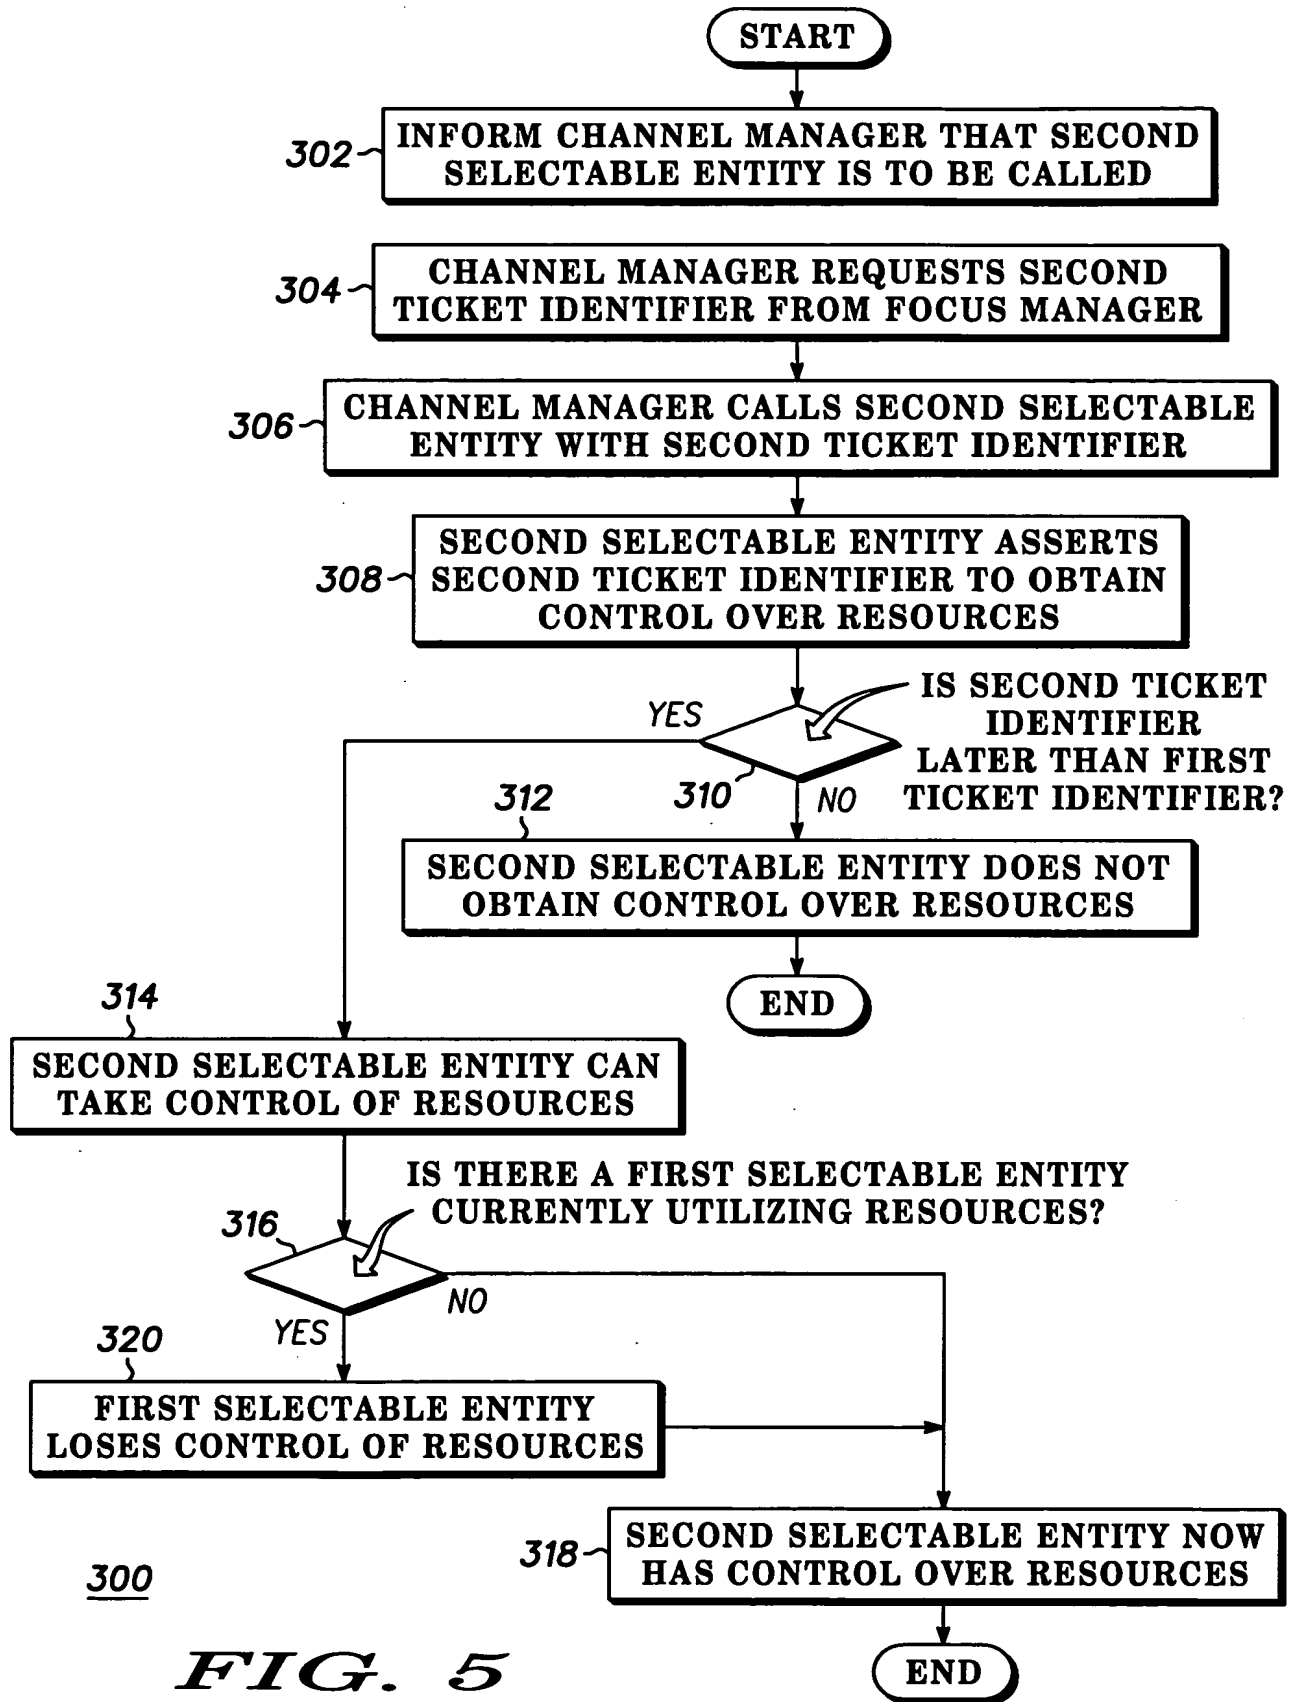 START
302
INFORM CHANNEL MANAGER THAT SECOND
SELECTABLE ENTITY IS TO BE CALLED
304
CHANNEL MANAGER REQUESTS SECOND
TICKET IDENTIFIER FROM FOCUS MANAGER
306
CHANNEL MANAGER CALLS SECOND SELECTABLE
ENTITY WITH SECOND TICKET IDENTIFIER
308
SECOND SELECTABLE ENTITY ASSERTS
SECOND TICKET IDENTIFIER TO OBTAIN
CONTROL OVER RESOURCES
YES
310
NO
IS SECOND TICKET
IDENTIFIER
LATER THAN FIRST
TICKET IDENTIFIER?
312
SECOND SELECTABLE ENTITY DOES NOT
OBTAIN CONTROL OVER RESOURCES
END
314
SECOND SELECTABLE ENTITY CAN
TAKE CONTROL OF RESOURCES
IS THERE A FIRST SELECTABLE ENTITY
CURRENTLY UTILIZING RESOURCES?
316
NO
YES
320
FIRST SELECTABLE ENTITY
LOSES CONTROL OF RESOURCES
318
SECOND SELECTABLE ENTITY NOW
HAS CONTROL OVER RESOURCES
END
300
FIG. 5